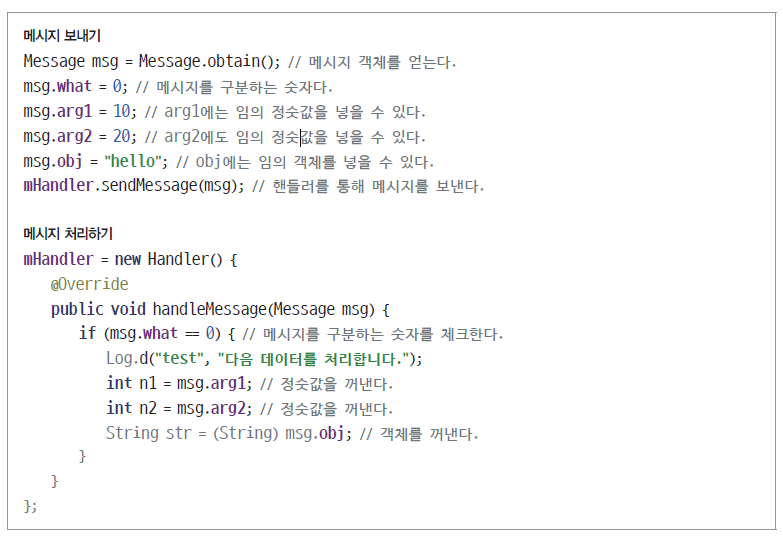 메시지 보내기
Message msg = Message.obtain(); // 메시지 객체를 얻는다.
msg.what = 0; // 메시지를 구분하는 숫자다.
msg.arg1 = 10; // arg1에는 임의 정숫값을 넣을 수 있다.
msg.arg2 = 20; // arg2에도 임의 정숫값을 넣을 수 있다.
msg.obj = "hello"; // obj에는 임의 객체를 넣을 수 있다.
mHandler.sendMessage(msg); // 핸들러를 통해 메시지를 보낸다.
메시지 처리하기
mHandler = new Handler() {
@Override
public void handleMessage(Message msg) {
if (msg.what == 0) { // 메시지를 구분하는 숫자를 체크한다.
Log.d("test", "다음 데이터를 처리합니다.");
int n1 = msg.arg1; // 정숫값을 꺼낸다.
int n2 = msg.arg2; // 정숫값을 꺼낸다.
String str = (String) msg.obj; // 객체를 꺼낸다.
}
}
};